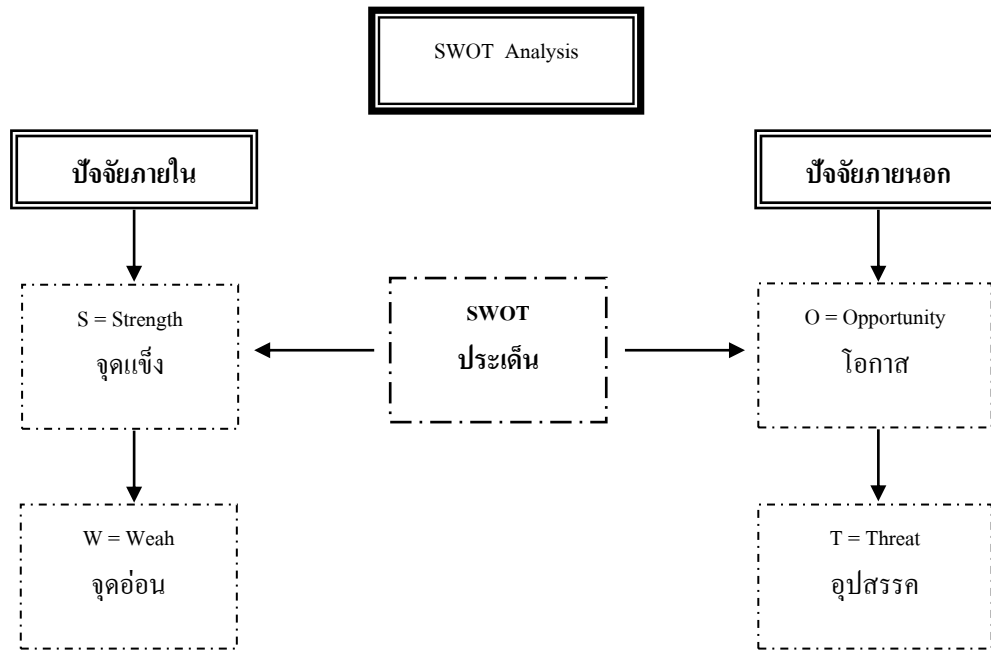 SWOT Analysis
ปัจจัยภายใน
ปัจจัยภายนอก
S = Strength
จุดแข็ง
SWOT
ประเด็น
O = Opportunity
โอกาส
W = Weah
จุดอ่อน
T = Threat
อุปสรรค